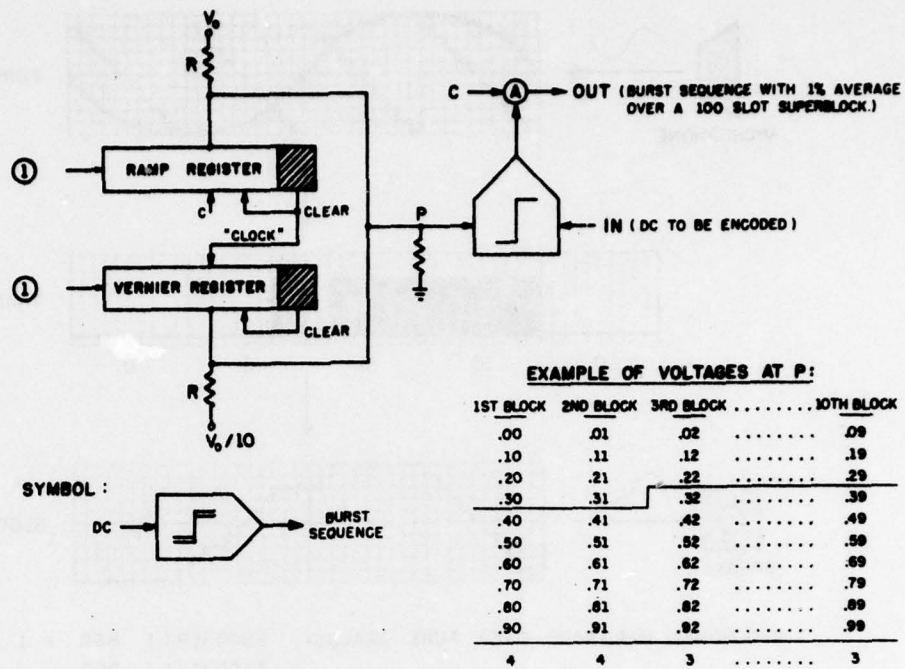 V₀
R
C
A
OUT (BURST SEQUENCE WITH 1% AVERAGE
OVER A 100 SLOT SUPERBLOCK.)
1
RAMP REGISTER
C
CLEAR
P
IN (DC TO BE ENCODED)
"CLOCK"
1
VERNIER REGISTER
CLEAR
R
V₀/10
EXAMPLE OF VOLTAGES AT P:
1ST BLOCK 2ND BLOCK 3RD BLOCK ........ 10TH BLOCK
.00 .01 .02 ........ .09
.10 .11 .12 ........ .19
.20 .21 .22 ........ .29
.30 .31 .32 ........ .39
.40 .41 .42 ........ .49
.50 .51 .52 ........ .59
.60 .61 .62 ........ .69
.70 .71 .72 ........ .79
.80 .81 .82 ........ .89
.90 .91 .92 ........ .99
4 4 3 ........ 3
SYMBOL:
DC
BURST
SEQUENCE